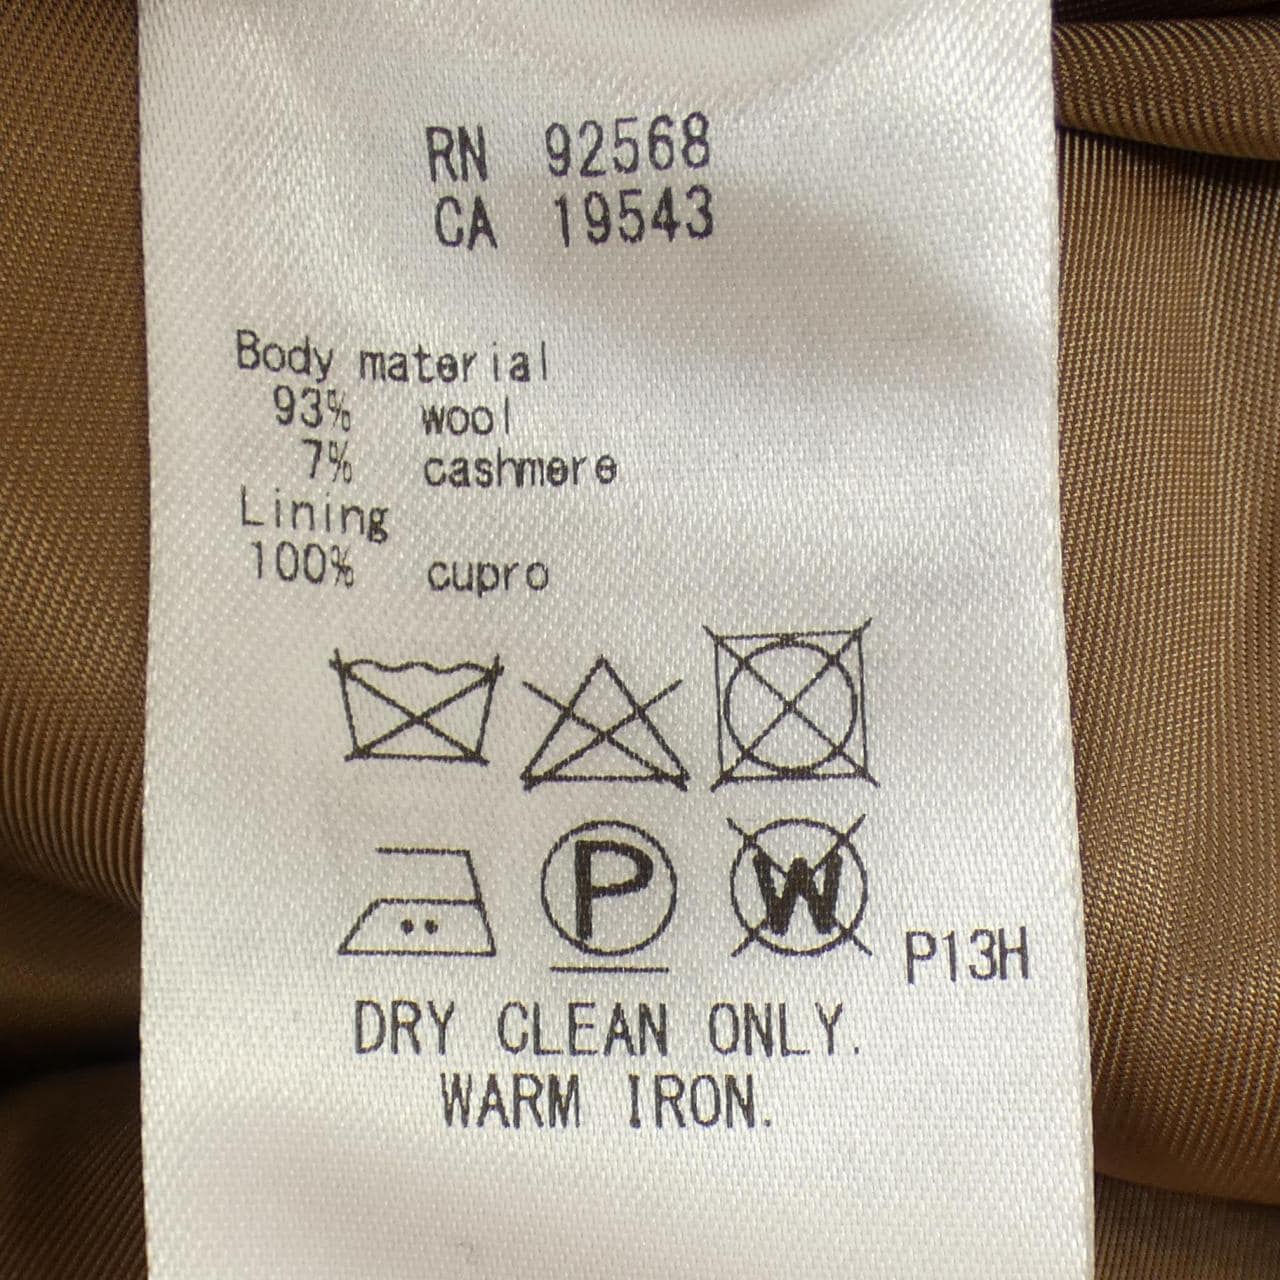 RN 92568
CA 19543
Body material
93% wool
7% cashmere
Lining
100% cupro
P W P13H
DRY CLEAN ONLY.
WARM IRON.